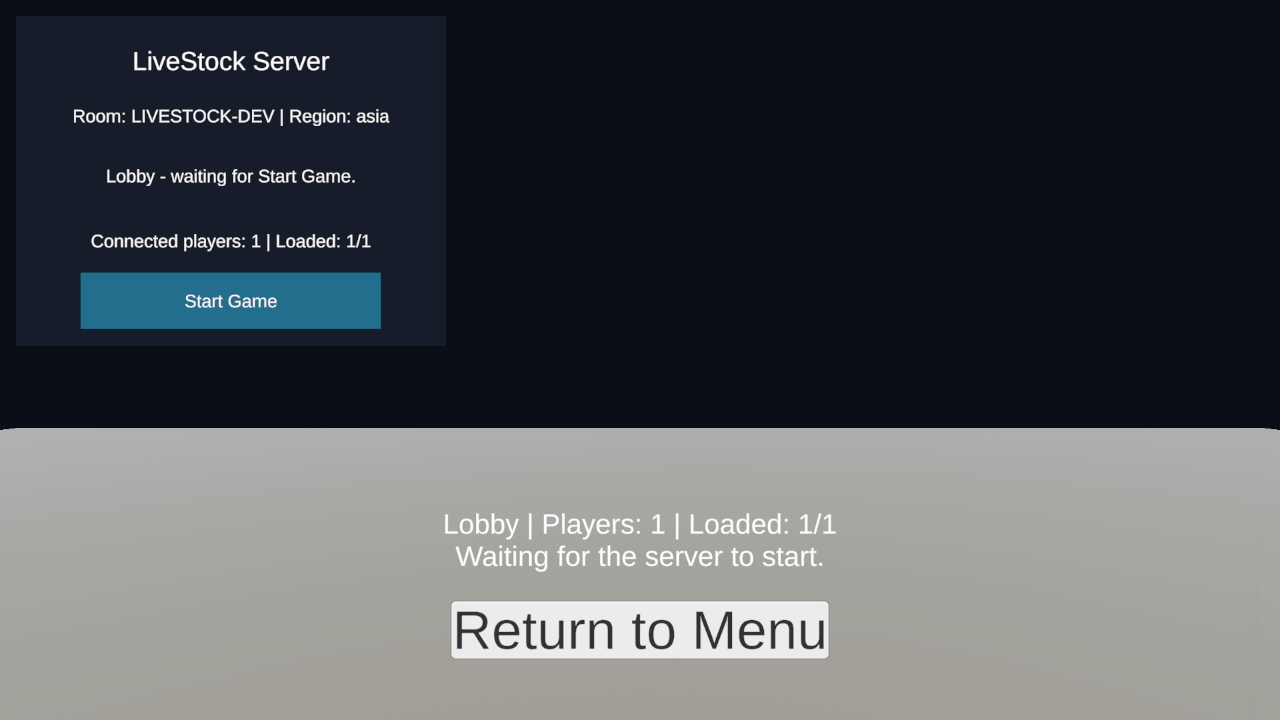 LiveStock Server
Room: LIVESTOCK-DEV | Region: asia
Lobby - waiting for Start Game.
Connected players: 1 | Loaded: 1/1
Start Game
Lobby | Players: 1 | Loaded: 1/1
Waiting for the server to start.
Return to Menu